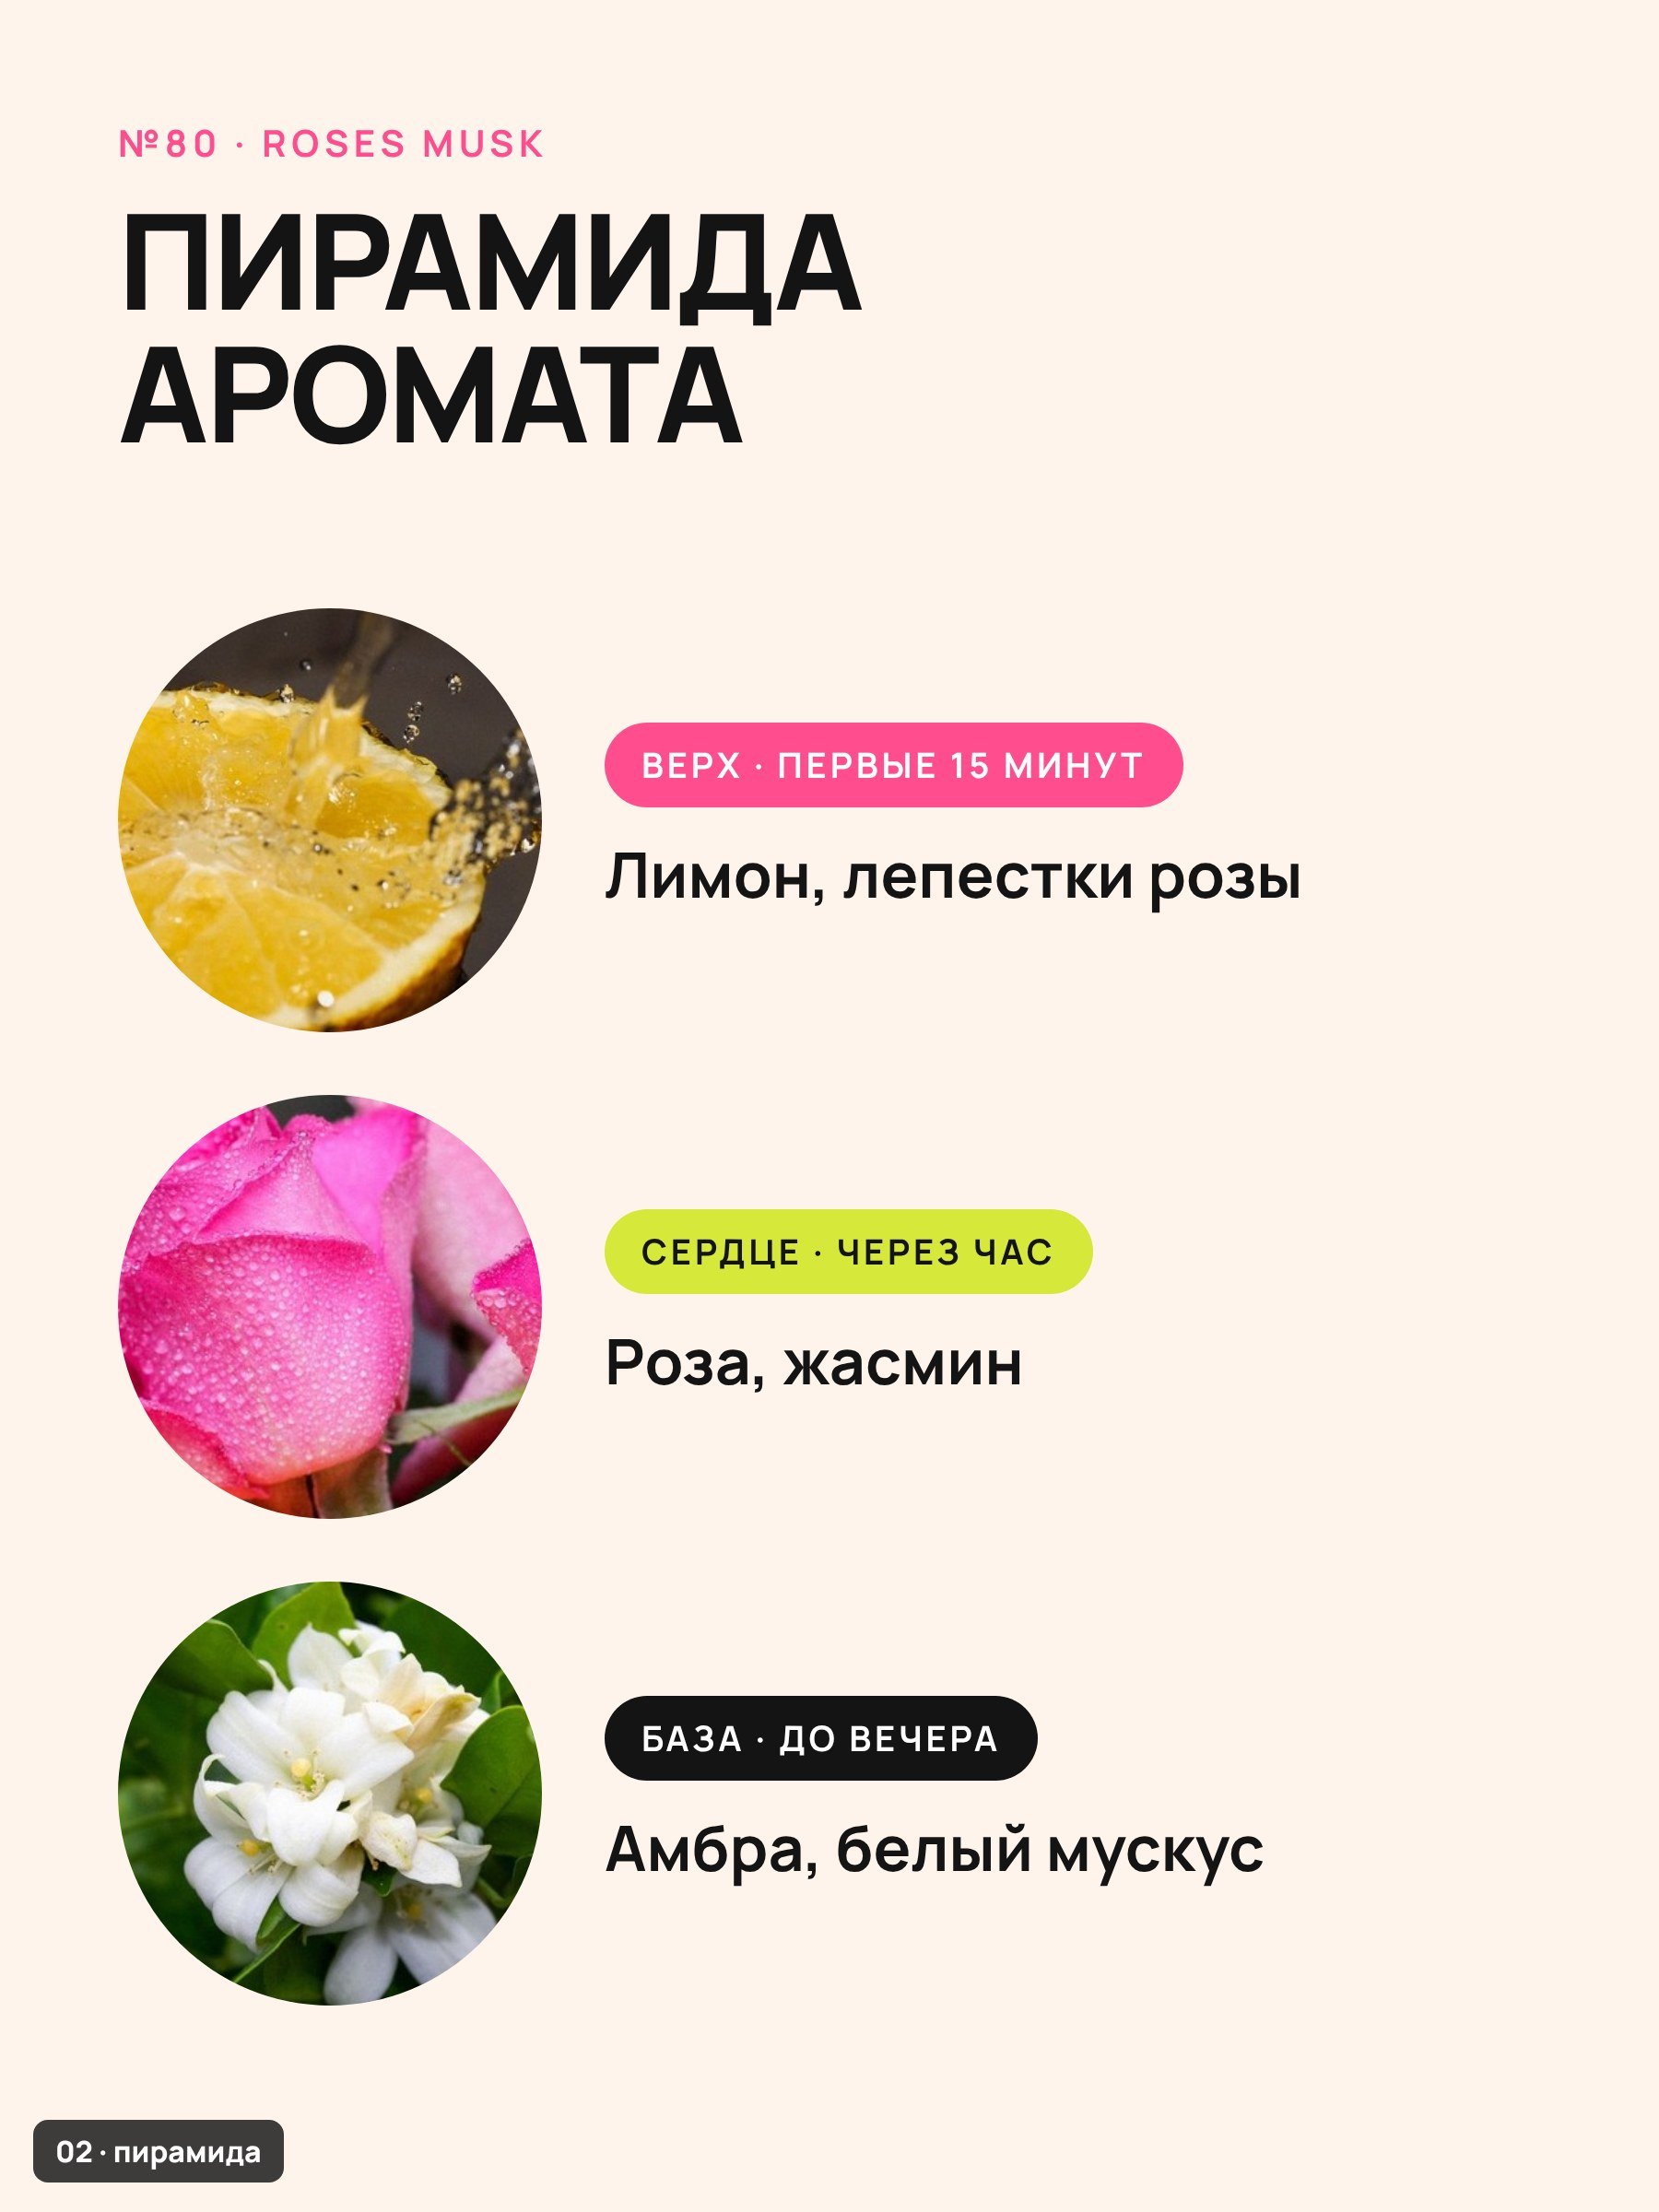 №80 · ROSES MUSK
ПИРАМИДА
АРОМАТА
ВЕРХ · ПЕРВЫЕ 15 МИНУТ
Лимон, лепестки розы
СЕРДЦЕ · ЧЕРЕЗ ЧАС
Роза, жасмин
БАЗА · ДО ВЕЧЕРА
Амбра, белый мускус
02 · пирамида